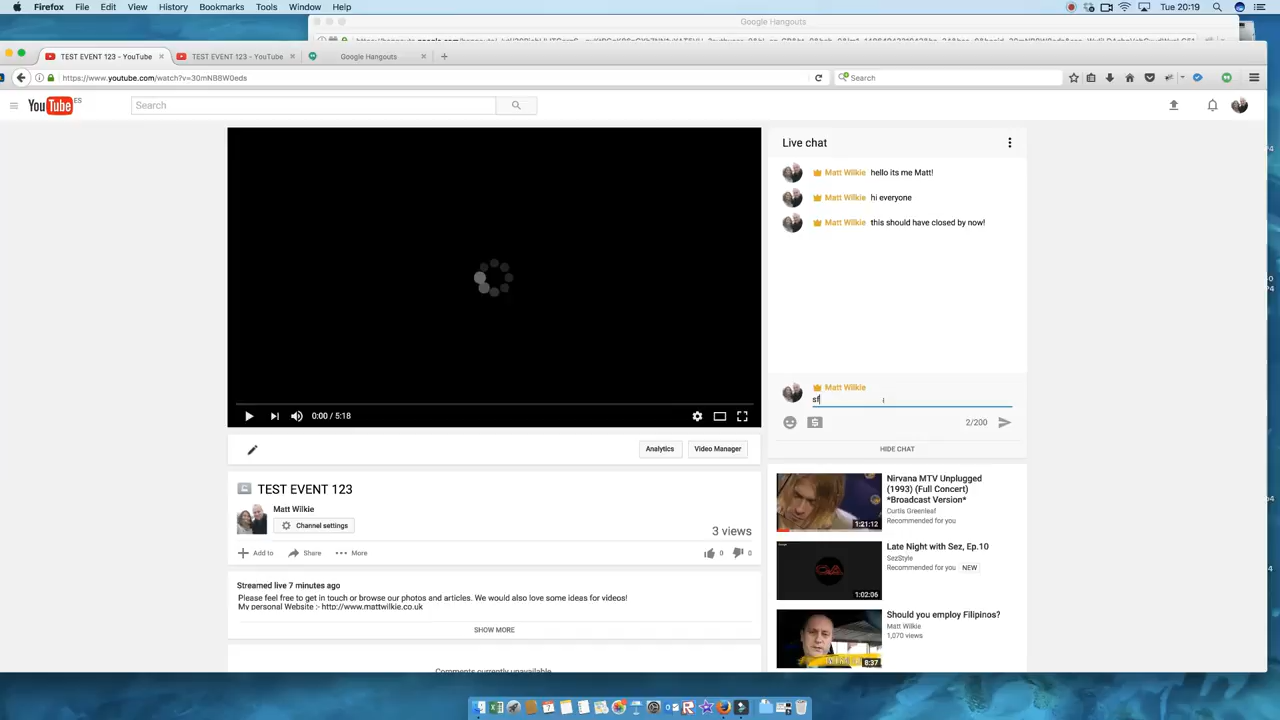 Firefox File Edit View History Bookmarks Tools Window Help Tue 20:19
Google Hangouts
TEST EVENT 123 - YouTube TEST EVENT 123 - YouTube Google Hangouts
https://www.youtube.com/watch?v=30mNB8W0eds Search
YouTube ES Search
Live chat
Matt Wilkie hello its me Matt!
Matt Wilkie hi everyone
Matt Wilkie this should have closed by now!
Matt Wilkie
sf
0:00 / 5:18
2/200
HIDE CHAT
Analytics Video Manager
TEST EVENT 123
Matt Wilkie
Channel settings
3 views
Add to Share More 0 0
Streamed live 7 minutes ago
Please feel free to get in touch or browse our photos and articles. We would also love some ideas for videos!
My personal Website :- http://www.mattwilkie.co.uk
SHOW MORE
Comments currently unavailable
Nirvana MTV Unplugged
(1993) (Full Concert)
*Broadcast Version*
Curtis Greenleaf
Recommended for you
1:21:12
Late Night with Sez, Ep.10
SezStyle
Recommended for you NEW
1:02:06
Should you employ Filipinos?
Matt Wilkie
1,070 views
8:37